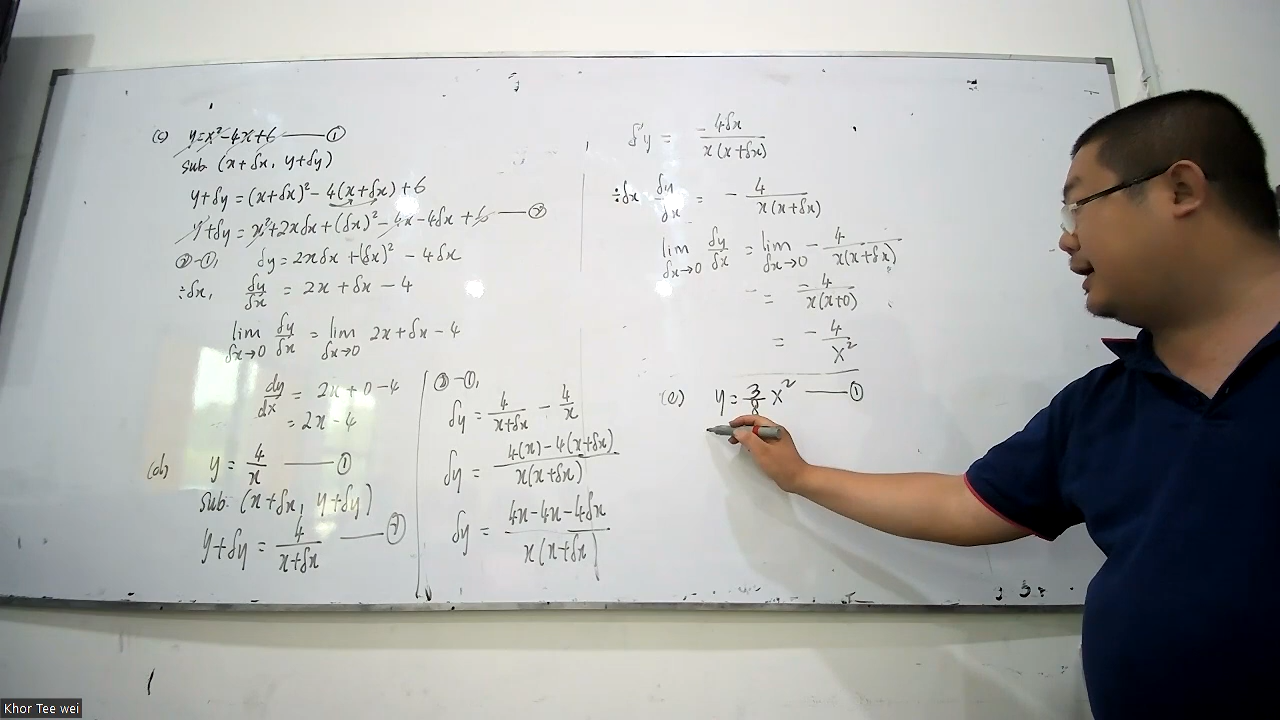 (c) y=x²-4x+6 —— ①
sub (x+δx, y+δy)
y+δy = (x+δx)² - 4(x+δx) + 6
y+δy = x²+2xδx+(δx)² - 4x - 4δx + 6 —— ②
②-①, δy = 2xδx + (δx)² - 4δx
÷δx, δy/δx = 2x + δx - 4
lim δx→0 δy/δx = lim δx→0 2x+δx-4
dy/dx = 2x+0-4
= 2x-4
(d) y = 4/x —— ①
sub (x+δx, y+δy)
y+δy = 4/(x+δx) —— ②
②-①,
δy = 4/(x+δx) - 4/x
δy = (4(x)-4(x+δx))/(x(x+δx))
δy = (4x-4x-4δx)/(x(x+δx))
δy = -4δx/(x(x+δx))
÷δx δy/δx = -4/(x(x+δx))
lim δx→0 δy/δx = lim δx→0 -4/(x(x+δx))
= -4/(x(x+0))
= -4/x²
(e) y = 3/8 x² —— ①
Khor Tee wei